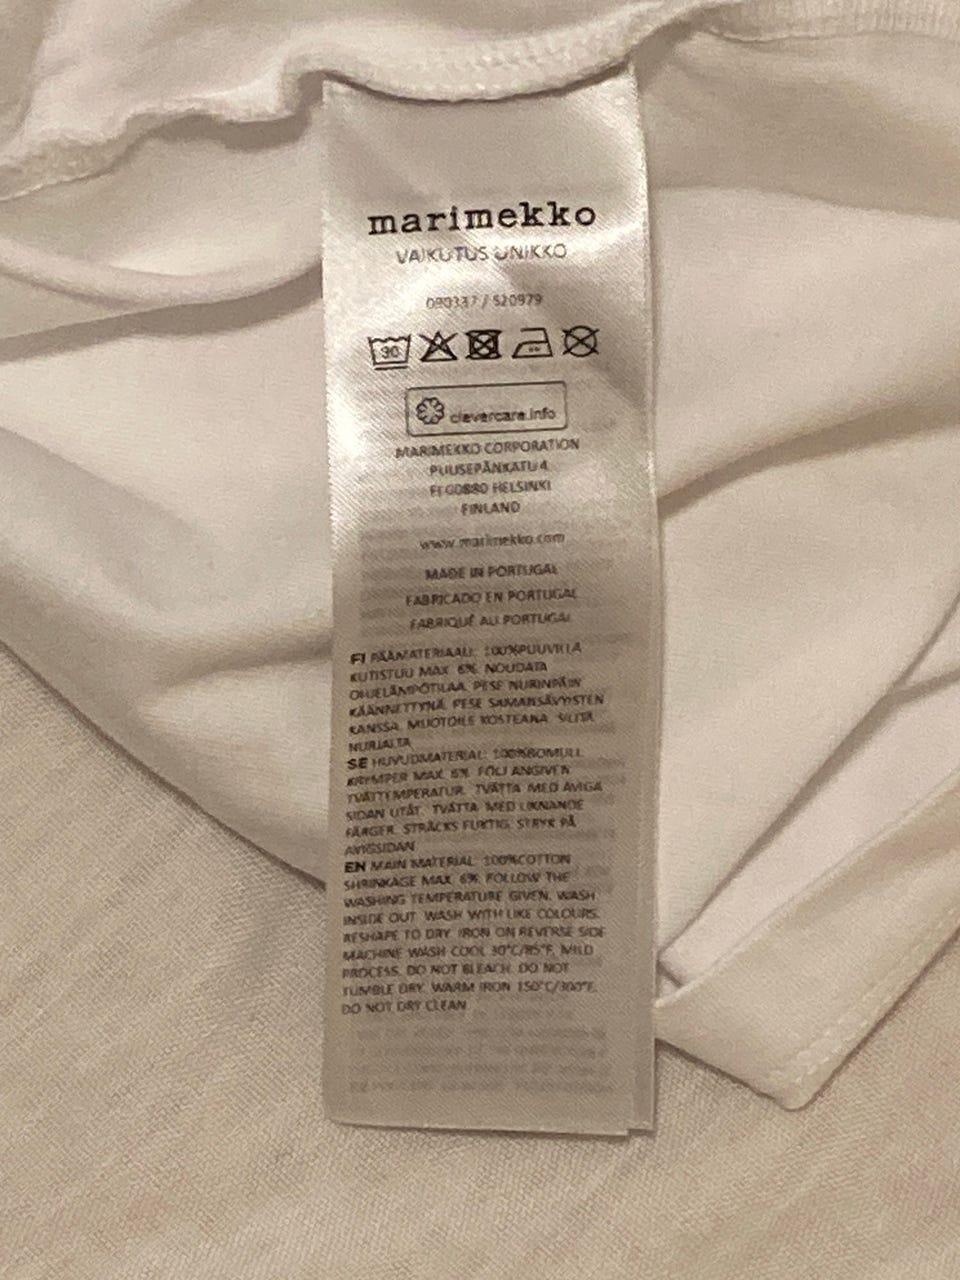 marimekko
VAIKUTUS UNIKKO
090337 / 520979
30
clevercare.info
MARIMEKKO CORPORATION
PUUSEPÄNKATU 4
FI 00880 HELSINKI
FINLAND
www.marimekko.com
MADE IN PORTUGAL
FABRICADO EN PORTUGAL
FABRIQUÉ AU PORTUGAL
FI PÄÄMATERIAALI: 100%PUUVILLA
KUTISTUU MAX. 6%. NOUDATA
OHJELÄMPÖTILAA. PESE NURINPÄIN
KÄÄNNETTYNÄ. PESE SAMANSÄVYISTEN
KANSSA. MUOTOILE KOSTEANA. SILITÄ
NURJALTA
SE HUVUDMATERIAL: 100%BOMULL
KRYMPER MAX. 6%. FÖLJ ANGIVEN
TVÄTTEMPERATUR. TVÄTTA MED AVIGA
SIDAN UTÅT. TVÄTTA MED LIKNANDE
FÄRGER. STRÄCKS FUKTIG. STRYK PÅ
AVIGSIDAN
EN MAIN MATERIAL: 100%COTTON
SHRINKAGE MAX. 6%. FOLLOW THE
WASHING TEMPERATURE GIVEN. WASH
INSIDE OUT. WASH WITH LIKE COLOURS.
RESHAPE TO DRY. IRON ON REVERSE SIDE
MACHINE WASH COOL 30°C/85°F, MILD
PROCESS. DO NOT BLEACH. DO NOT
TUMBLE DRY. WARM IRON 150°C/300°F.
DO NOT DRY CLEAN